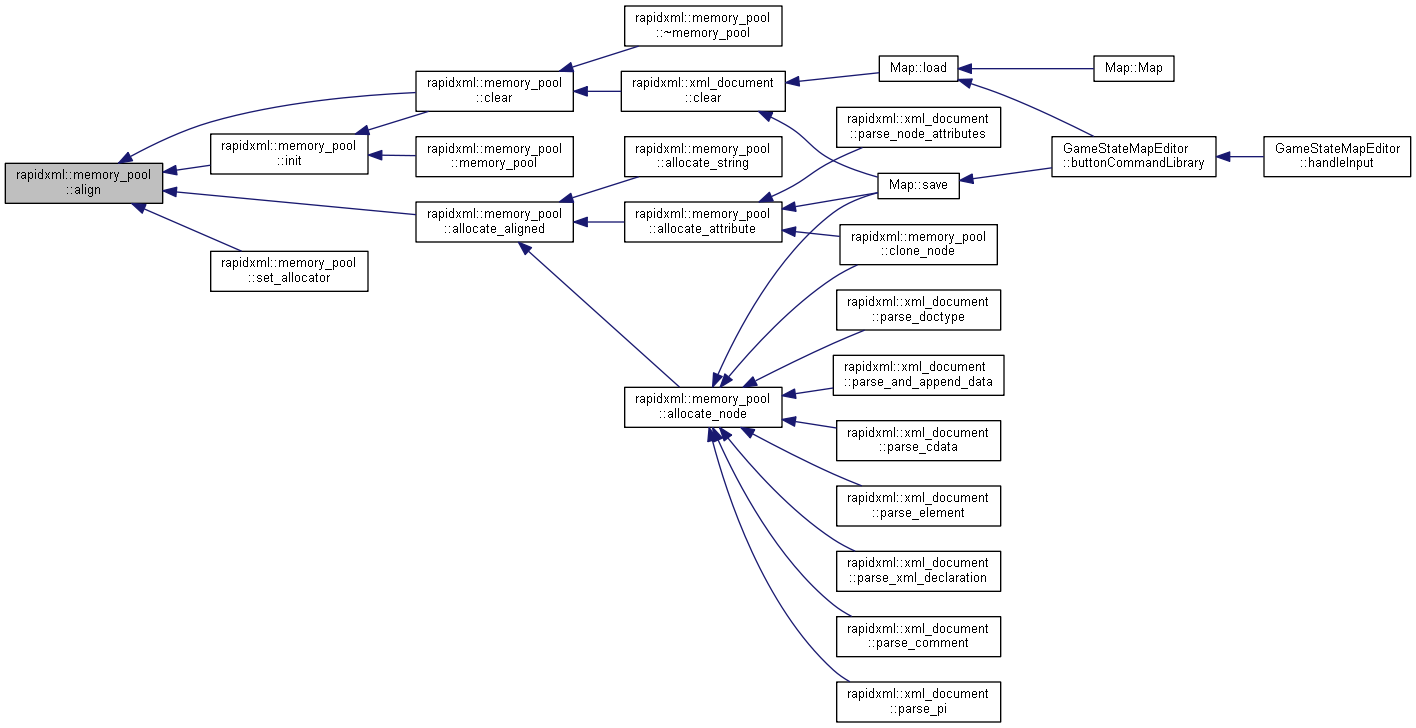 rapidxml::memory_pool
::align
rapidxml::memory_pool
::clear
rapidxml::memory_pool
::~memory_pool
rapidxml::xml_document
::clear
Map::load
Map::Map
GameStateMapEditor
::buttonCommandLibrary
GameStateMapEditor
::handleInput
Map::save
rapidxml::memory_pool
::init
rapidxml::memory_pool
::memory_pool
rapidxml::memory_pool
::allocate_aligned
rapidxml::memory_pool
::allocate_string
rapidxml::memory_pool
::allocate_attribute
rapidxml::xml_document
::parse_node_attributes
rapidxml::memory_pool
::clone_node
rapidxml::memory_pool
::allocate_node
rapidxml::xml_document
::parse_doctype
rapidxml::xml_document
::parse_and_append_data
rapidxml::xml_document
::parse_cdata
rapidxml::xml_document
::parse_element
rapidxml::xml_document
::parse_xml_declaration
rapidxml::xml_document
::parse_comment
rapidxml::xml_document
::parse_pi
rapidxml::memory_pool
::set_allocator